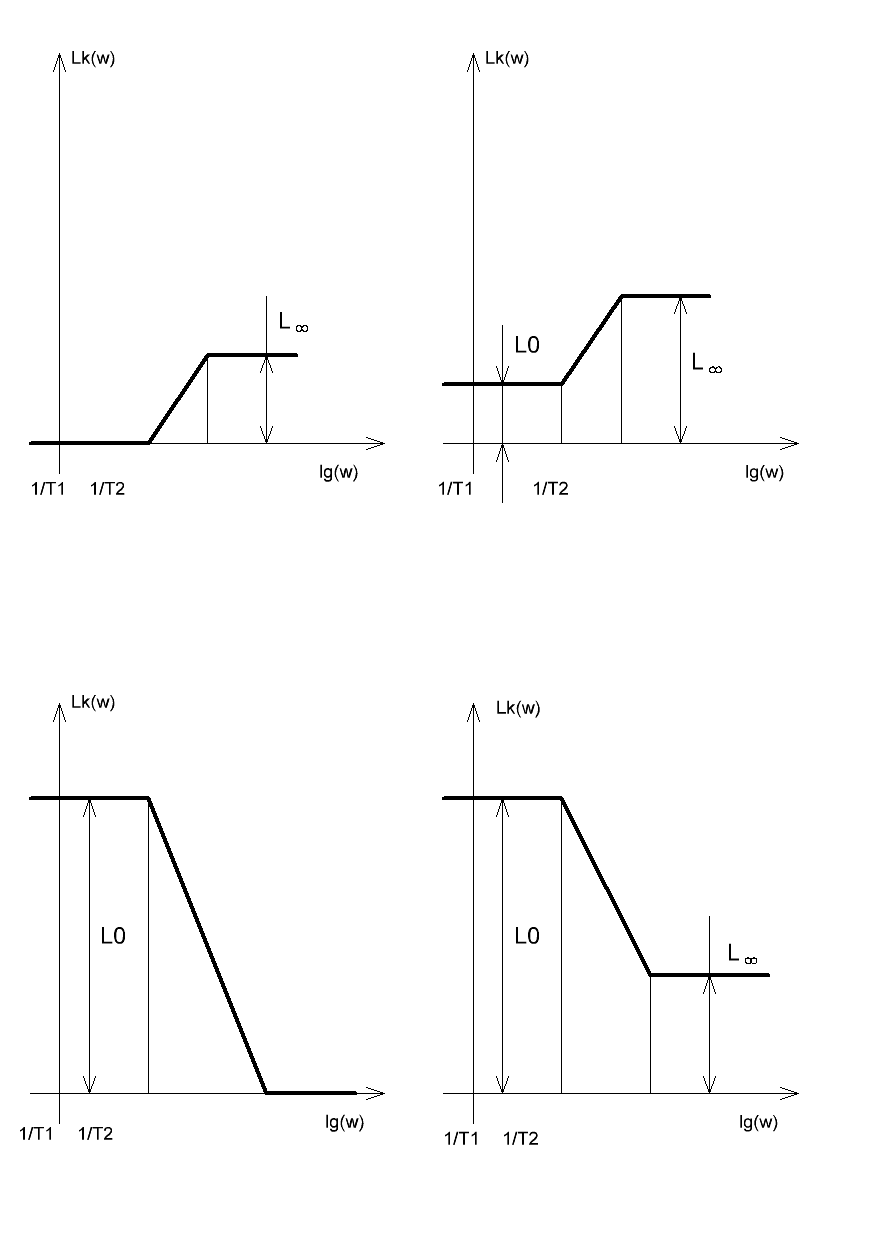 Lk(w)
Lk(w)
L ∞
L0
L ∞
lg(w)
lg(w)
1/T1
1/T2
1/T1
1/T2
Lk(w)
Lk(w)
L0
L0
L ∞
lg(w)
lg(w)
1/T1
1/T2
1/T1
1/T2